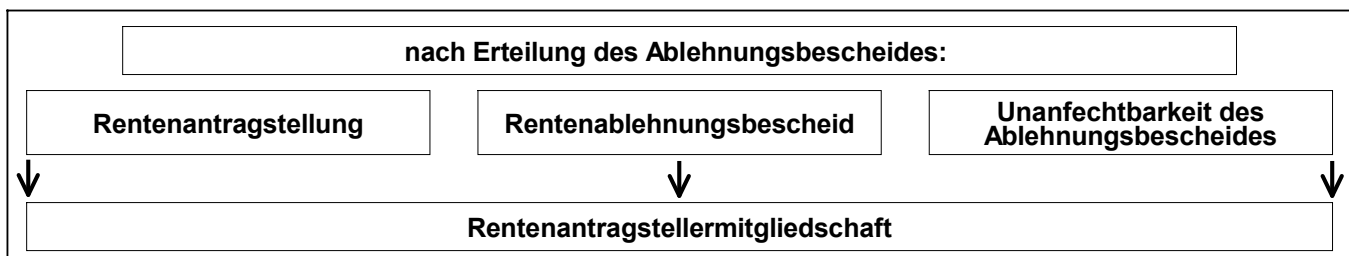 nach Erteilung des Ablehnungsbescheides:
Rentenantragstellung
Rentenablehnungsbescheid
Unanfechtbarkeit des
Ablehnungsbescheides
Rentenantragstellermitgliedschaft